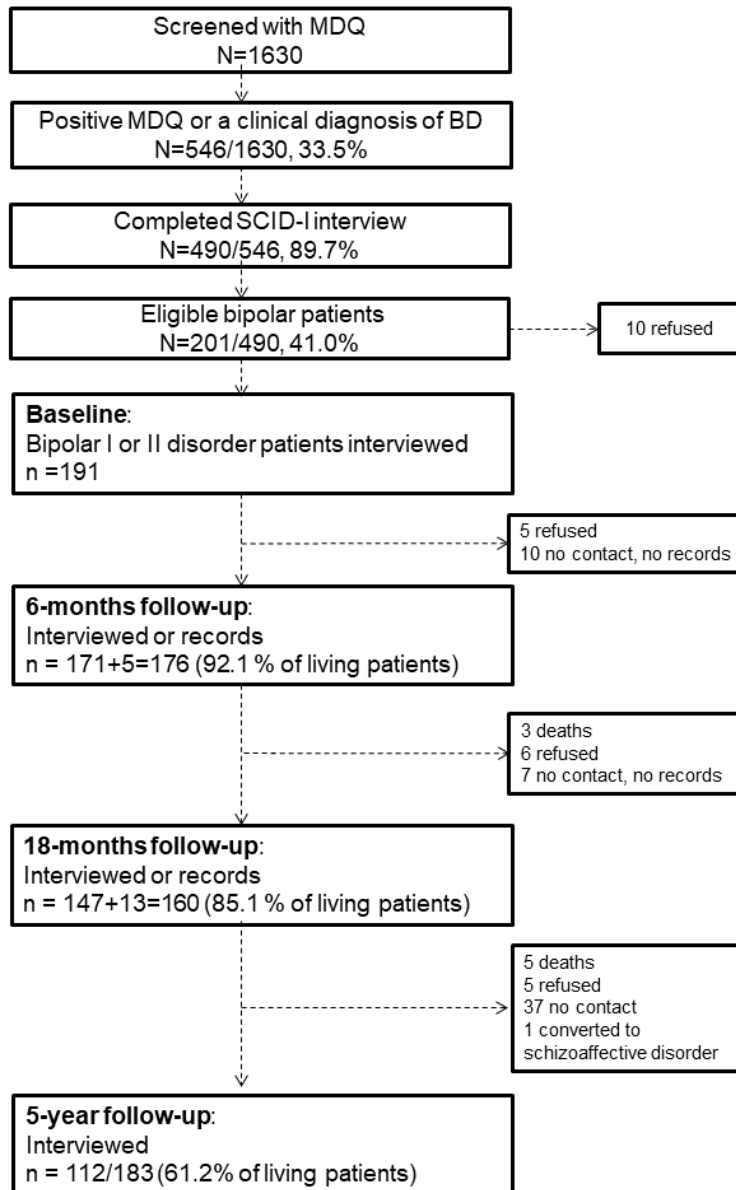 Screened with MDQ
N=1630
Positive MDQ or a clinical diagnosis of BD
N=546/1630, 33.5%
Completed SCID-I interview
N=490/546, 89.7%
Eligible bipolar patients
N=201/490, 41.0%
10 refused
Baseline:
Bipolar I or II disorder patients interviewed
n =191
5 refused
10 no contact, no records
6-months follow-up:
Interviewed or records
n = 171+5=176 (92.1 % of living patients)
3 deaths
6 refused
7 no contact, no records
18-months follow-up:
Interviewed or records
n = 147+13=160 (85.1 % of living patients)
5 deaths
5 refused
37 no contact
1 converted to
schizoaffective disorder
5-year follow-up:
Interviewed
n = 112/183 (61.2% of living patients)